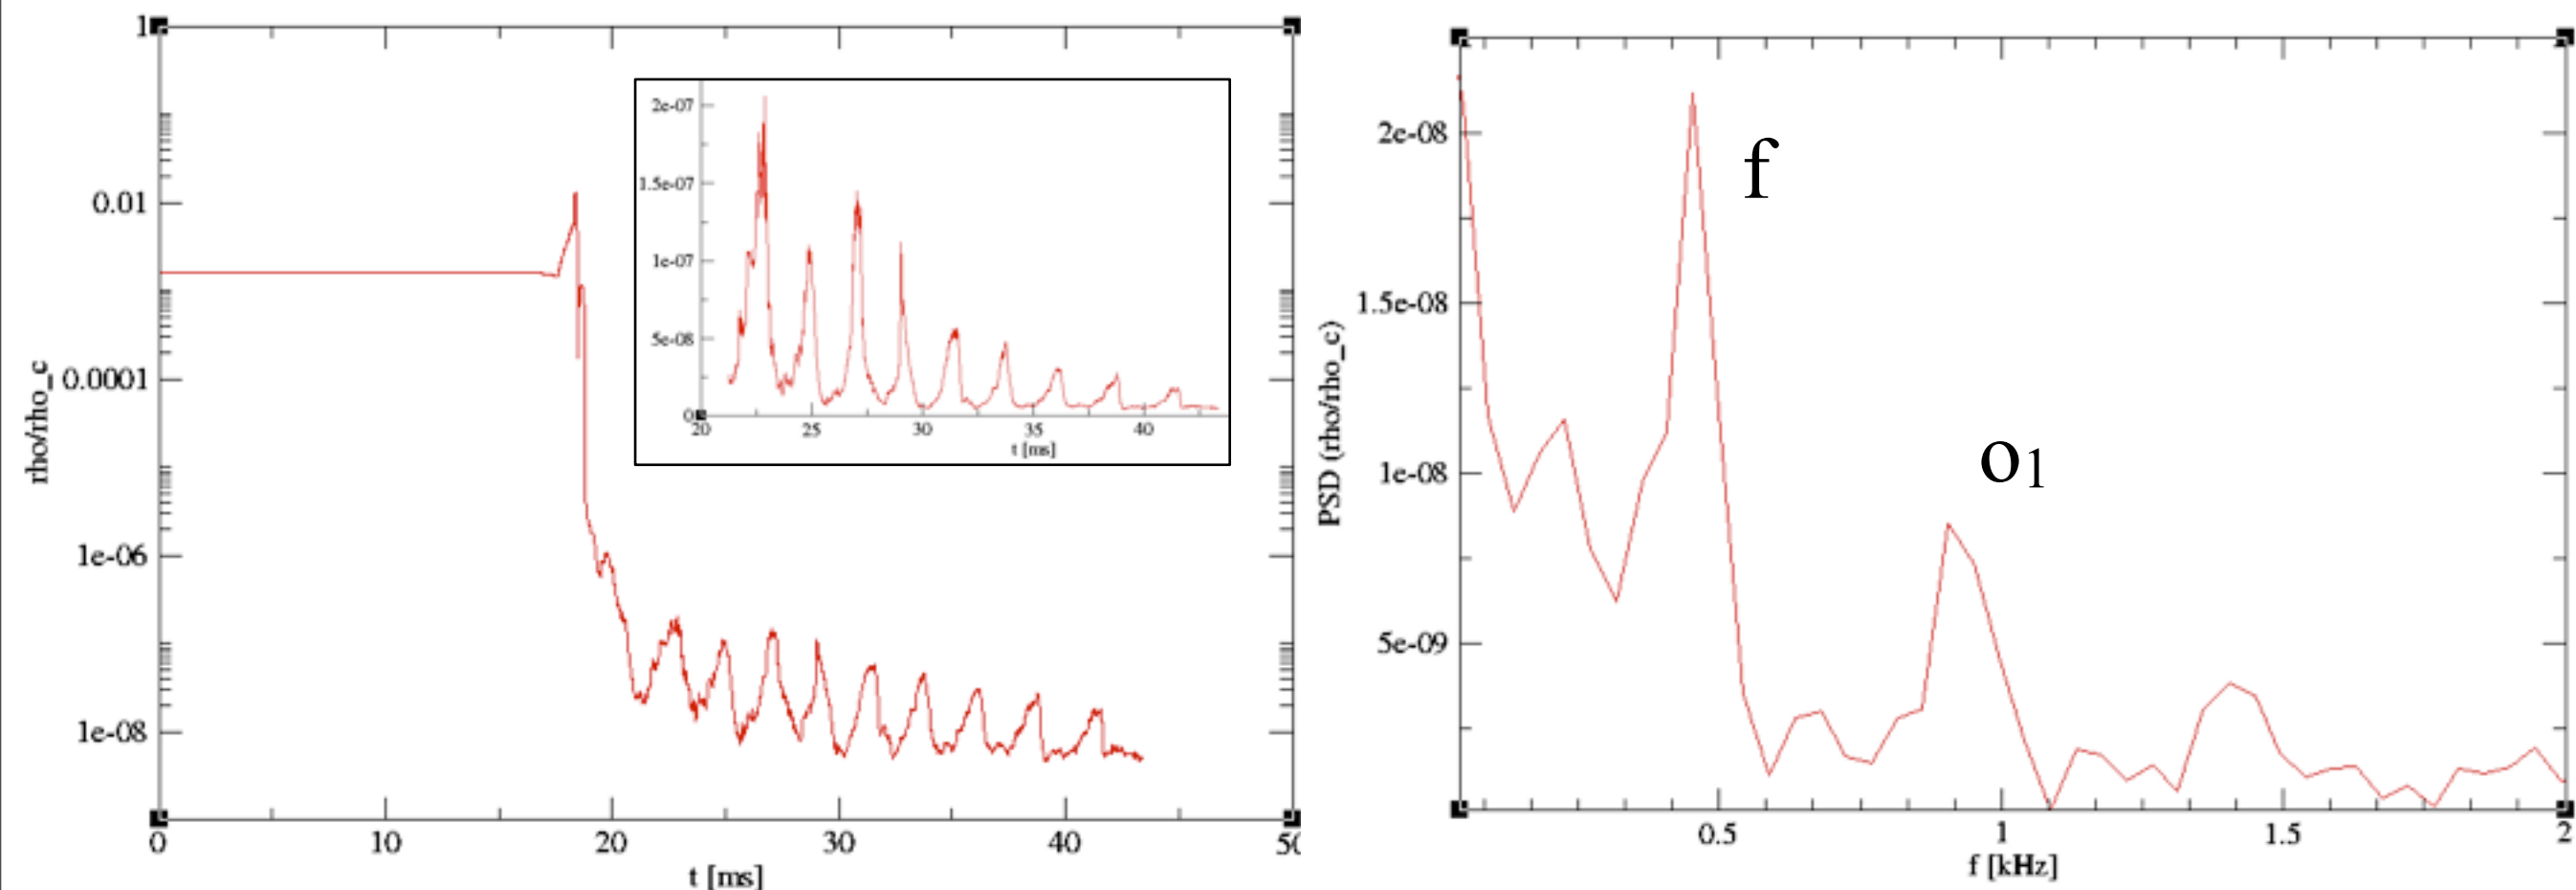 1
0.01
0.0001
1e-06
1e-08
rho/rho_c
0
10
20
30
40
50
t [ms]
2e-07
1.5e-07
1e-07
5e-08
0
20
25
30
35
40
t [ms]
2e-08
1.5e-08
1e-08
5e-09
PSD (rho/rho_c)
f
o1
0.5
1
1.5
2
f [kHz]